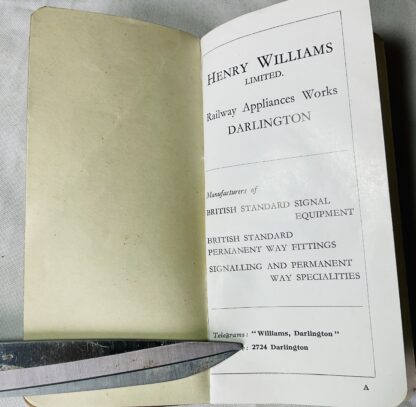 HENRY WILLIAMS
LIMITED.
Railway Appliances Works
DARLINGTON
Manufacturers of
BRITISH STANDARD SIGNAL
EQUIPMENT
BRITISH STANDARD
PERMANENT WAY FITTINGS
SIGNALLING AND PERMANENT
WAY SPECIALITIES
Telegrams: "Williams, Darlington"
: 2724 Darlington
A